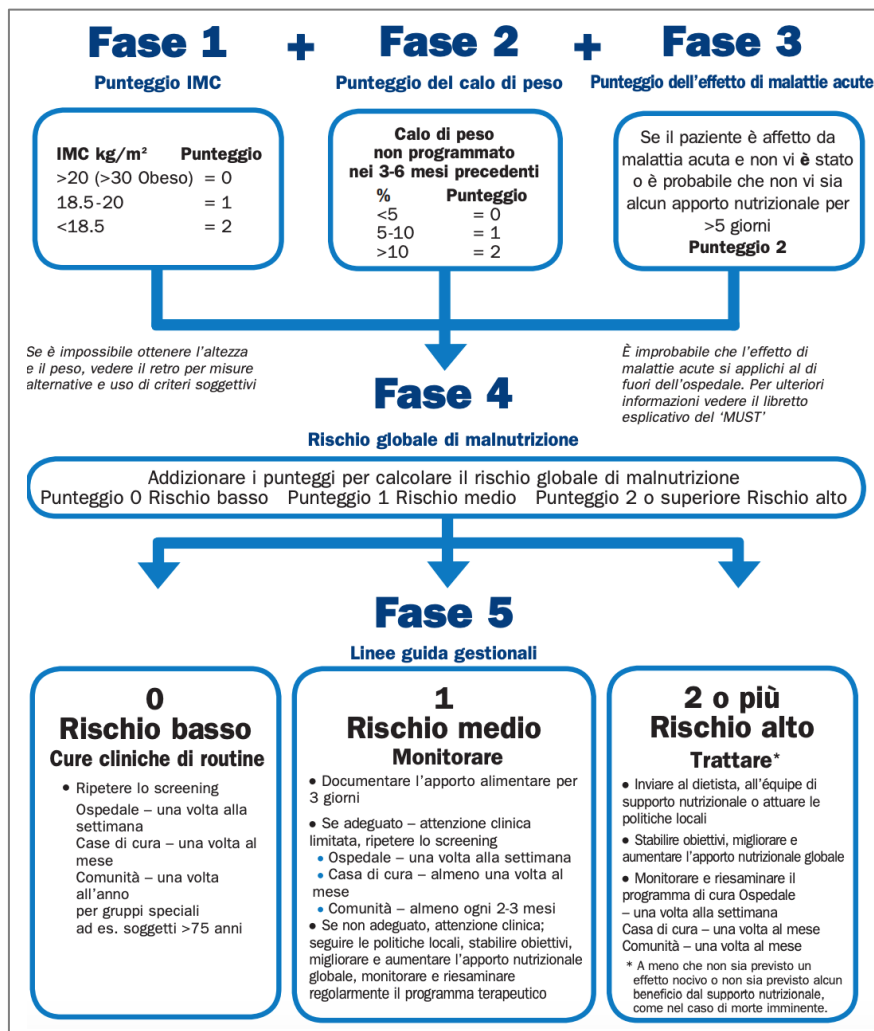 Fase 1 + Fase 2 + Fase 3
Punteggio IMC
Punteggio del calo di peso
Punteggio dell'effetto di malattie acute
IMC kg/m² Punteggio
>20 (>30 Obeso) = 0
18.5-20 = 1
<18.5 = 2
Calo di peso
non programmato
nei 3-6 mesi precedenti
% Punteggio
<5 = 0
5-10 = 1
>10 = 2
Se il paziente è affetto da
malattia acuta e non vi è stato
o è probabile che non vi sia
alcun apporto nutrizionale per
>5 giorni
Punteggio 2
Se è impossibile ottenere l'altezza
e il peso, vedere il retro per misure
alternative e uso di criteri soggettivi
È improbabile che l'effetto di
malattie acute si applichi al di
fuori dell'ospedale. Per ulteriori
informazioni vedere il libretto
esplicativo del 'MUST'
Fase 4
Rischio globale di malnutrizione
Addizionare i punteggi per calcolare il rischio globale di malnutrizione
Punteggio 0 Rischio basso Punteggio 1 Rischio medio Punteggio 2 o superiore Rischio alto
Fase 5
Linee guida gestionali
0
Rischio basso
Cure cliniche di routine
• Ripetere lo screening
Ospedale – una volta alla
settimana
Case di cura – una volta al
mese
Comunità – una volta
all'anno
per gruppi speciali
ad es. soggetti >75 anni
1
Rischio medio
Monitorare
• Documentare l'apporto alimentare per
3 giorni
• Se adeguato – attenzione clinica
limitata, ripetere lo screening
• Ospedale – una volta alla settimana
• Casa di cura – almeno una volta al
mese
• Comunità – almeno ogni 2-3 mesi
• Se non adeguato, attenzione clinica;
seguire le politiche locali, stabilire obiettivi,
migliorare e aumentare l'apporto nutrizionale
globale, monitorare e riesaminare
regolarmente il programma terapeutico
2 o più
Rischio alto
Trattare*
• Inviare al dietista, all'équipe di
supporto nutrizionale o attuare le
politiche locali
• Stabilire obiettivi, migliorare e
aumentare l'apporto nutrizionale globale
• Monitorare e riesaminare il
programma di cura Ospedale
– una volta alla settimana
Casa di cura – una volta al mese
Comunità – una volta al mese
* A meno che non sia previsto un
effetto nocivo o non sia previsto alcun
beneficio dal supporto nutrizionale,
come nel caso di morte imminente.